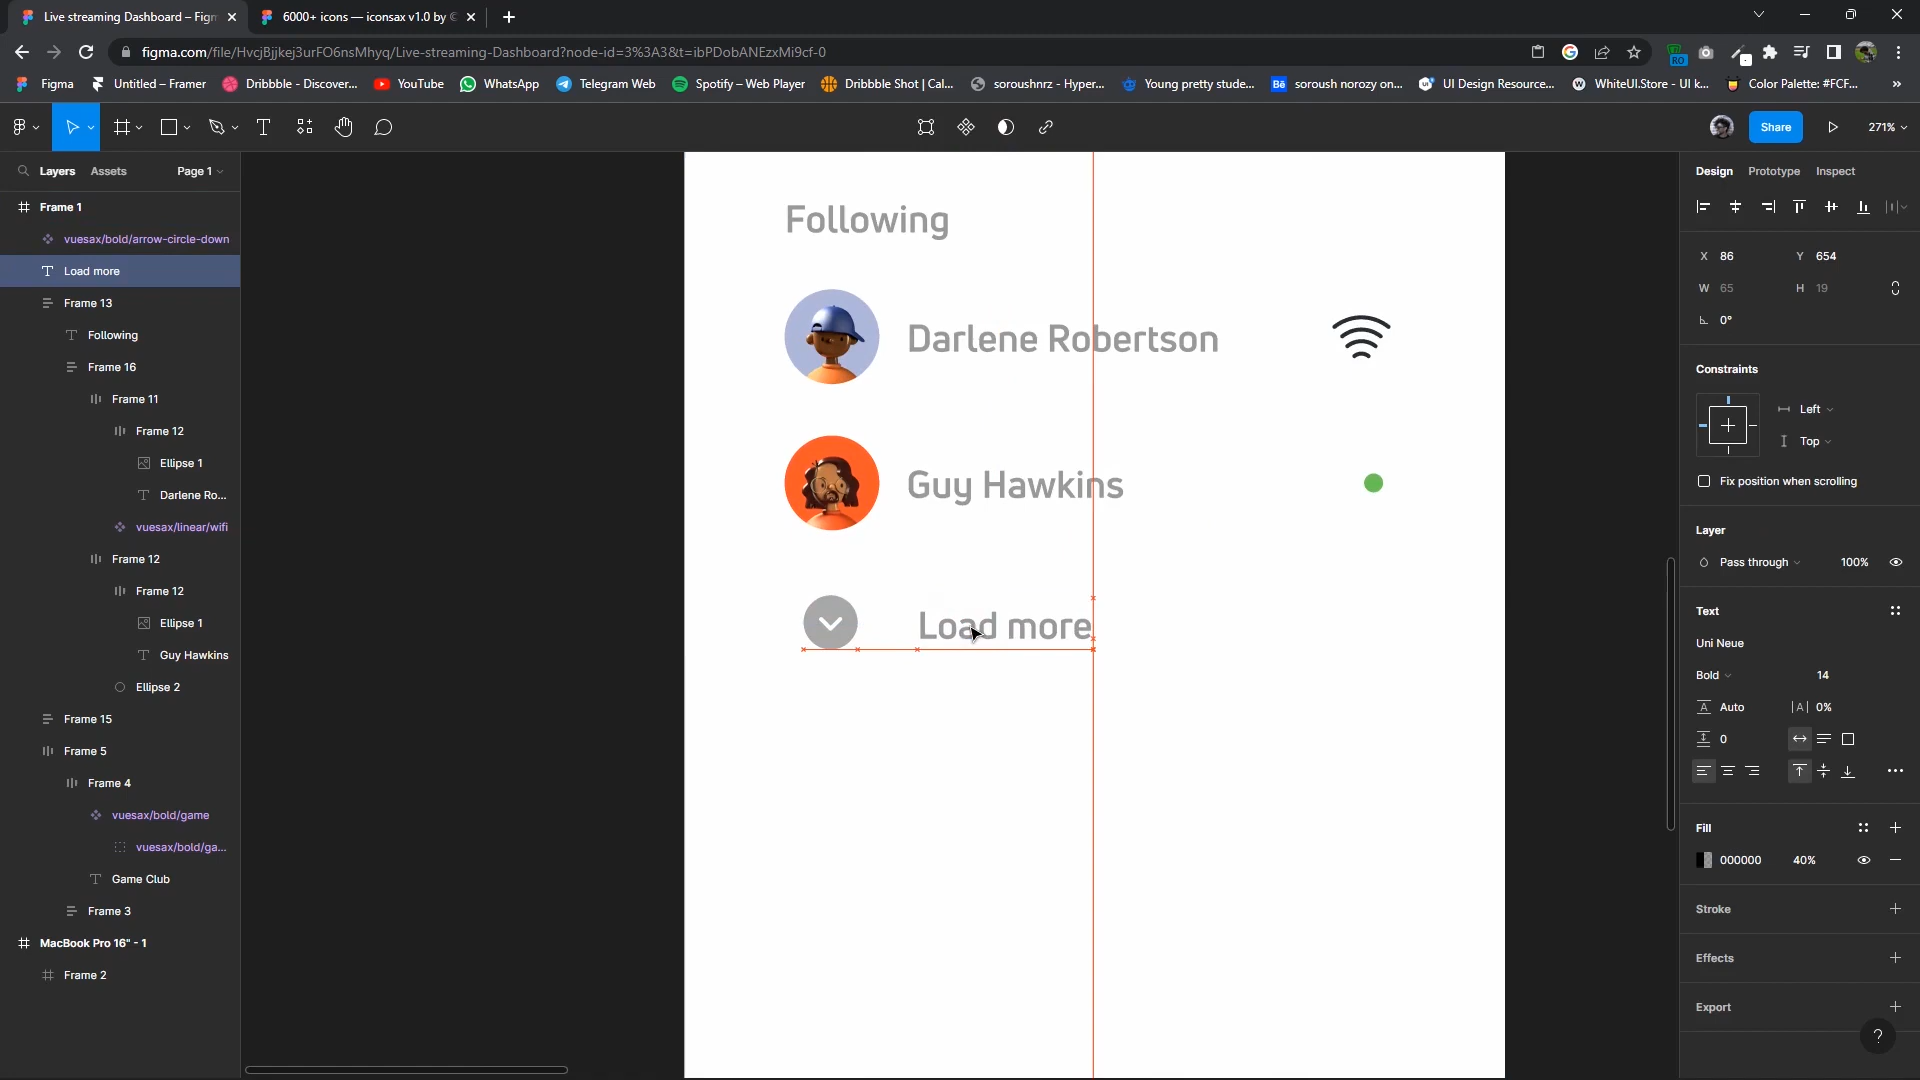 Live streaming Dashboard – Figm
6000+ icons — iconsax v1.0 by
figma.com/file/HvcjBjjkej3urFO6nsMhyq/Live-streaming-Dashboard?node-id=3%3A3&t=ibPDobANEzxMi9cf-0
RO
Figma
Untitled – Framer
Dribbble - Discover...
YouTube
WhatsApp
Telegram Web
Spotify – Web Player
Dribbble Shot | Cal...
soroushnrz - Hyper...
Young pretty stude...
Bē soroush norozy on...
UI Design Resource...
WhiteUI.Store - UI k...
Color Palette: #FCF...
»
Share
271%
Layers
Assets
Page 1
Frame 1
vuesax/bold/arrow-circle-down
Load more
Frame 13
Following
Frame 16
Frame 11
Frame 12
Ellipse 1
Darlene Ro...
vuesax/linear/wifi
Frame 12
Frame 12
Ellipse 1
Guy Hawkins
Ellipse 2
Frame 15
Frame 5
Frame 4
vuesax/bold/game
vuesax/bold/ga...
Game Club
Frame 3
MacBook Pro 16" - 1
Frame 2
Following
Darlene Robertson
Guy Hawkins
Load more
Design
Prototype
Inspect
X 86
Y 654
W 65
H 19
0°
Constraints
Left
Top
Fix position when scrolling
Layer
Pass through
100%
Text
Uni Neue
Bold
14
A Auto
|A| 0%
0
Fill
000000
40%
Stroke
Effects
Export
?